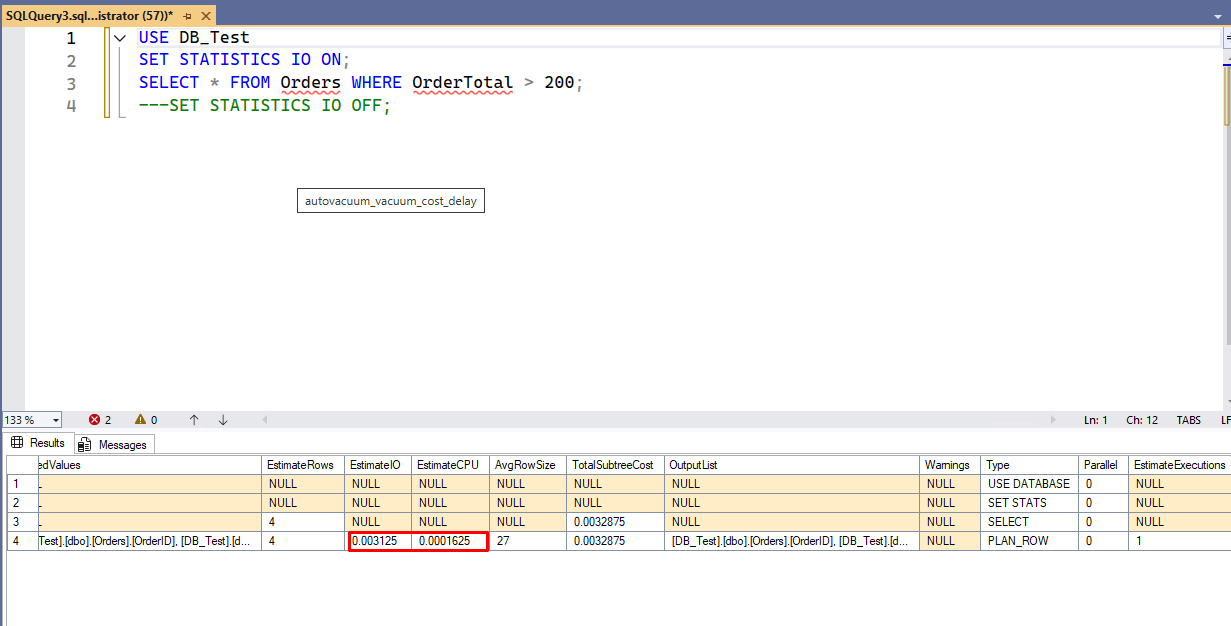 SQLQuery3.sql...istrator (57))*
1 USE DB_Test
2 SET STATISTICS IO ON;
3 SELECT * FROM Orders WHERE OrderTotal > 200;
4 ---SET STATISTICS IO OFF;
autovacuum_vacuum_cost_delay
133 % 2 0 Ln: 1 Ch: 12 TABS LF
Results Messages
edValues EstimateRows EstimateIO EstimateCPU AvgRowSize TotalSubtreeCost OutputList Warnings Type Parallel EstimateExecutions
1 NULL NULL NULL NULL NULL NULL NULL USE DATABASE 0 NULL
2 NULL NULL NULL NULL NULL NULL NULL SET STATS 0 NULL
3 4 NULL NULL NULL 0.0032875 NULL NULL SELECT 0 NULL
4 Test].[dbo].[Orders].[OrderID], [DB_Test].[d... 4 0.003125 0.0001625 27 0.0032875 [DB_Test].[dbo].[Orders].[OrderID], [DB_Test].[do... NULL PLAN_ROW 0 1